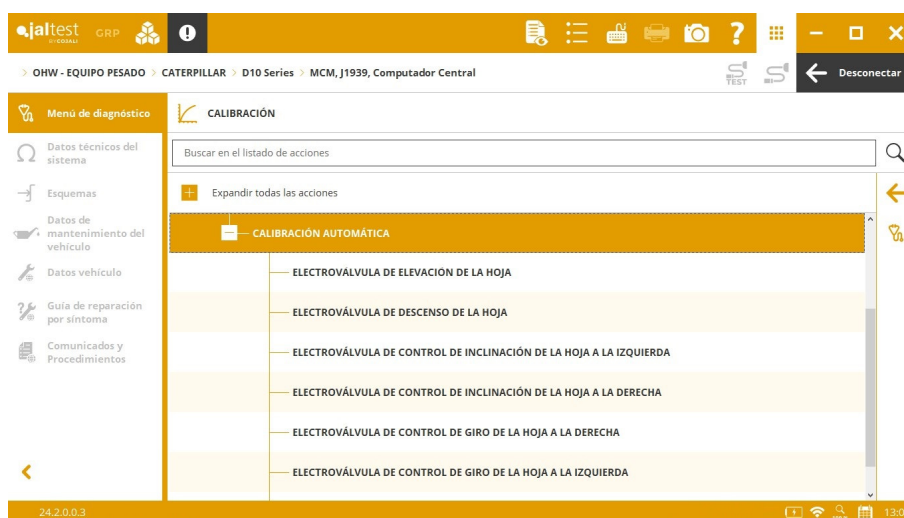 jaltest GRP
BY COJALI
> OHW - EQUIPO PESADO > CATERPILLAR > D10 Series > MCM, J1939, Computador Central
TEST
Desconectar
Menú de diagnóstico
Datos técnicos del
sistema
Esquemas
Datos de
mantenimiento del
vehículo
Datos vehículo
Guía de reparación
por síntoma
Comunicados y
Procedimientos
CALIBRACIÓN
Buscar en el listado de acciones
Expandir todas las acciones
CALIBRACIÓN AUTOMÁTICA
ELECTROVÁLVULA DE ELEVACIÓN DE LA HOJA
ELECTROVÁLVULA DE DESCENSO DE LA HOJA
ELECTROVÁLVULA DE CONTROL DE INCLINACIÓN DE LA HOJA A LA IZQUIERDA
ELECTROVÁLVULA DE CONTROL DE INCLINACIÓN DE LA HOJA A LA DERECHA
ELECTROVÁLVULA DE CONTROL DE GIRO DE LA HOJA A LA DERECHA
ELECTROVÁLVULA DE CONTROL DE GIRO DE LA HOJA A LA IZQUIERDA
24.2.0.0.3
13:0